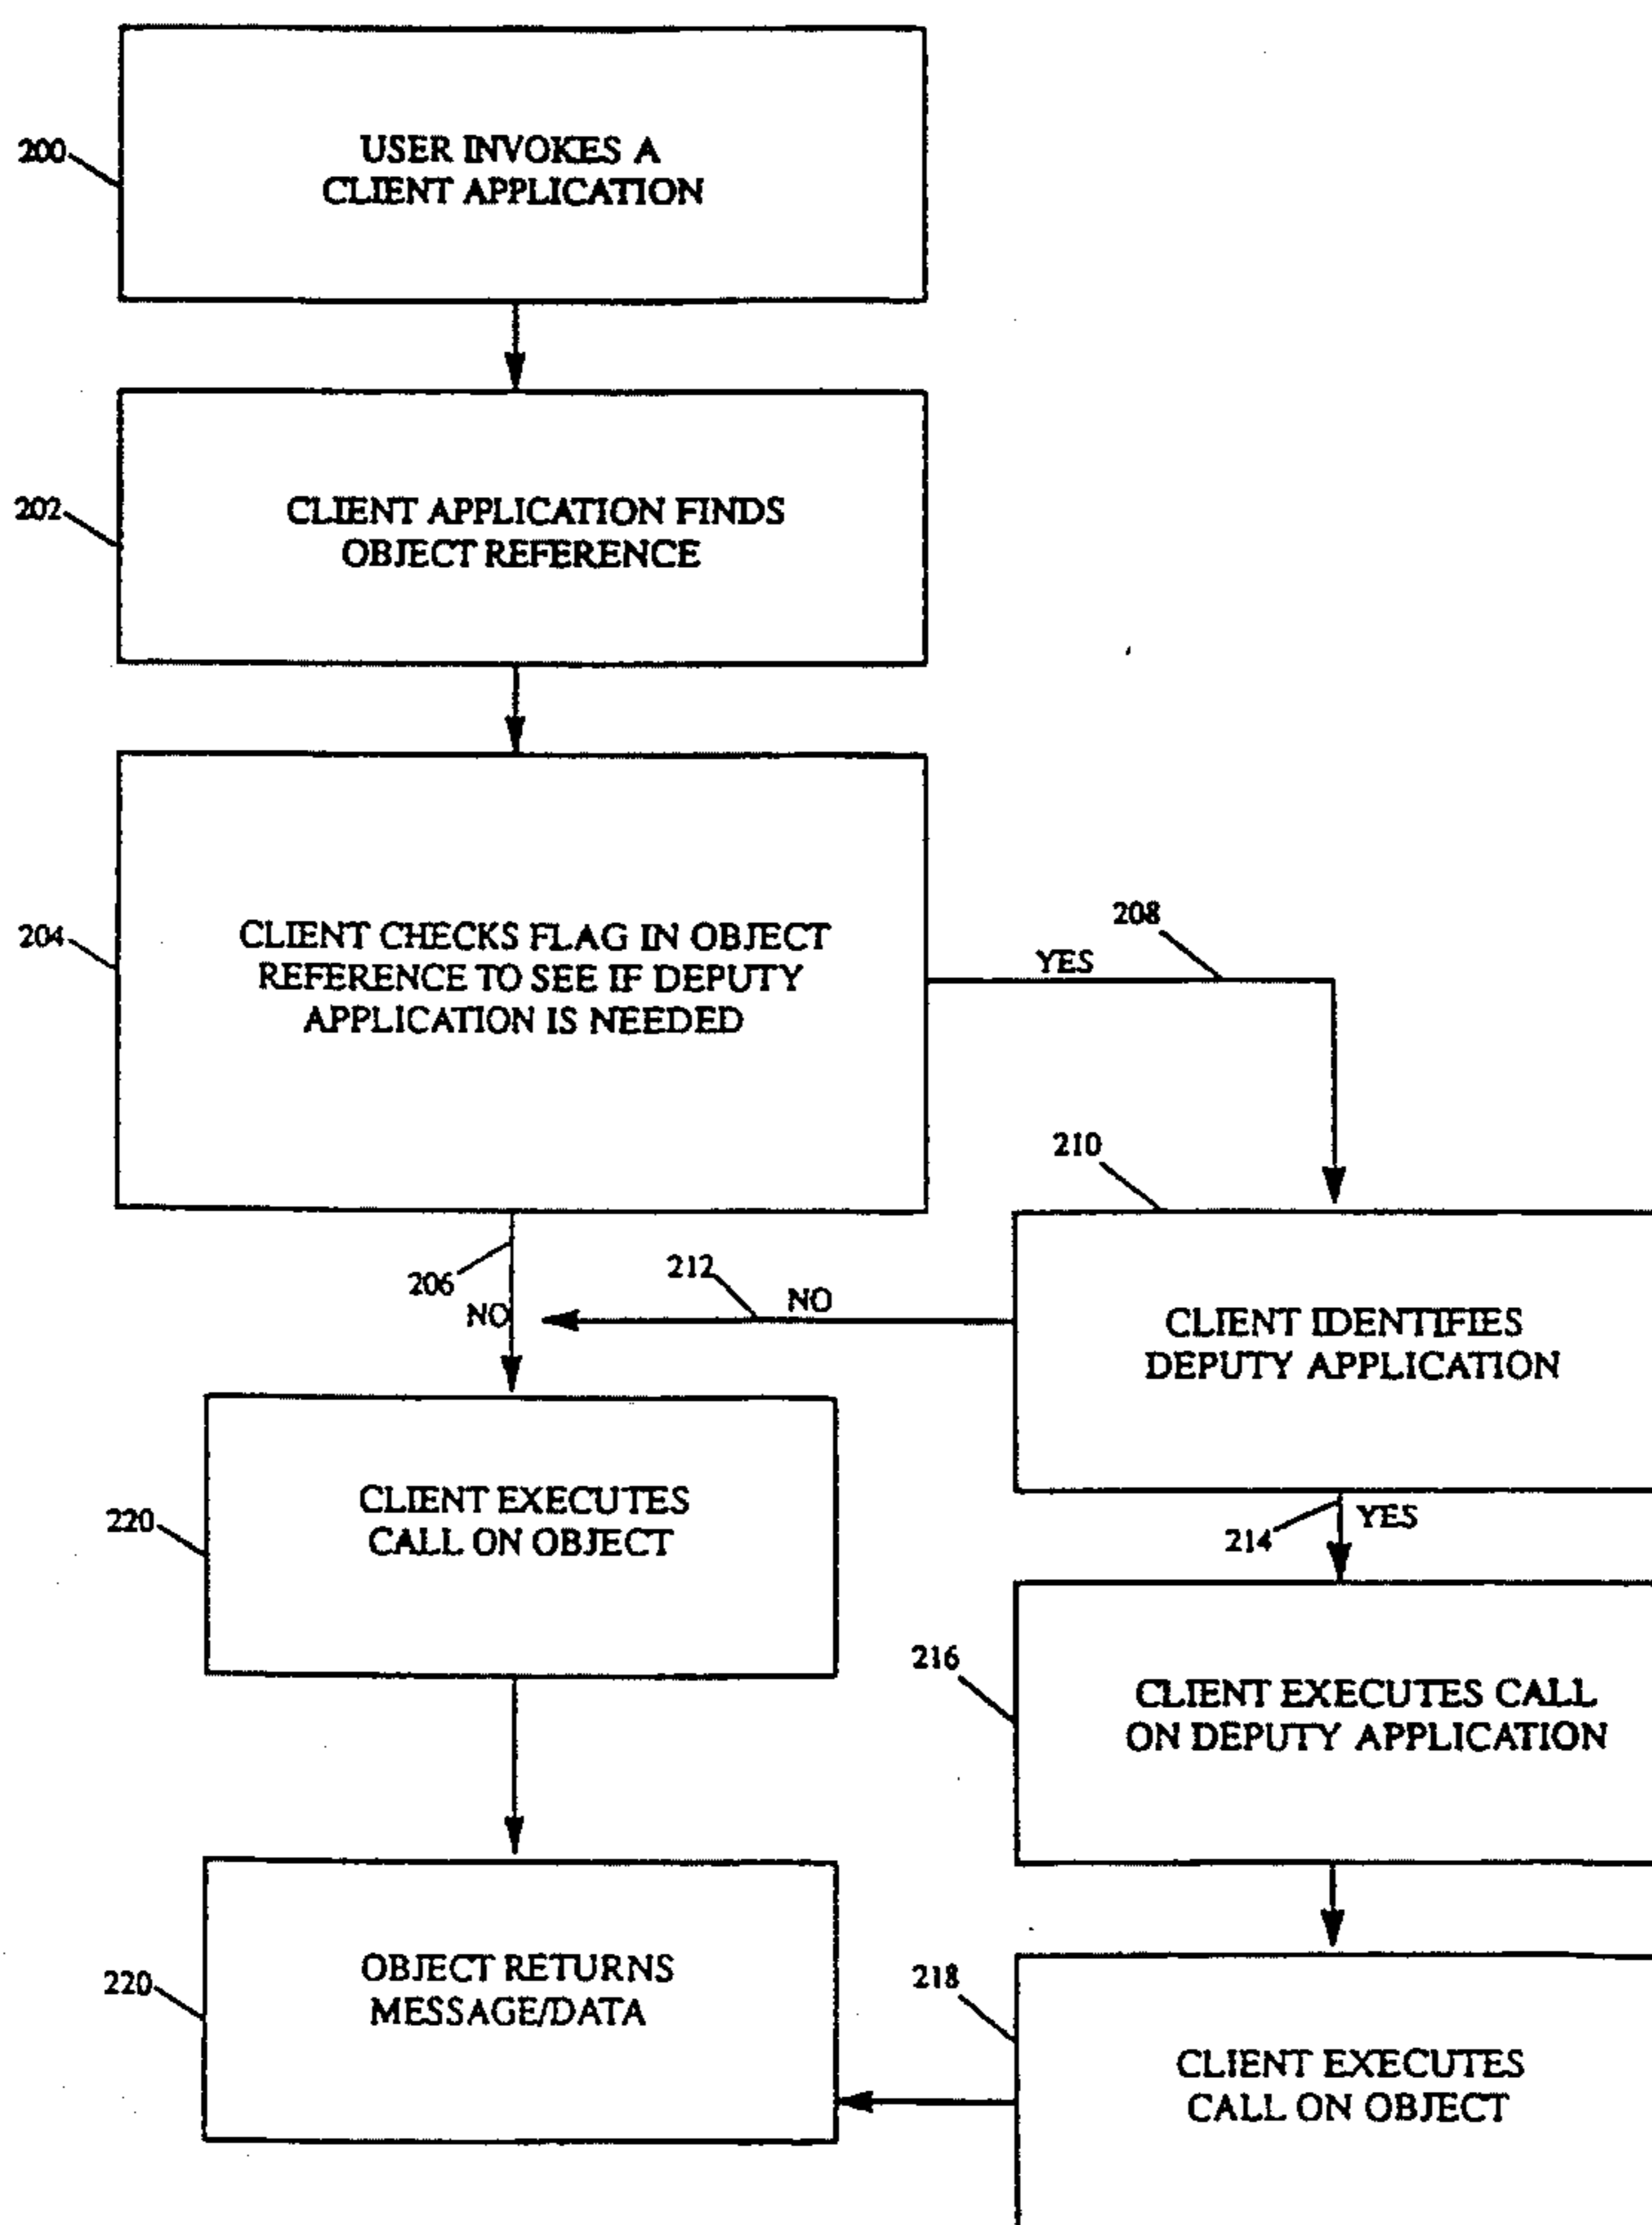 200
USER INVOKES A
CLIENT APPLICATION
202
CLIENT APPLICATION FINDS
OBJECT REFERENCE
204
CLIENT CHECKS FLAG IN OBJECT
REFERENCE TO SEE IF DEPUTY
APPLICATION IS NEEDED
208
YES
210
206
NO
212
NO
CLIENT IDENTIFIES
DEPUTY APPLICATION
214
YES
220
CLIENT EXECUTES
CALL ON OBJECT
216
CLIENT EXECUTES CALL
ON DEPUTY APPLICATION
220
OBJECT RETURNS
MESSAGE/DATA
218
CLIENT EXECUTES
CALL ON OBJECT